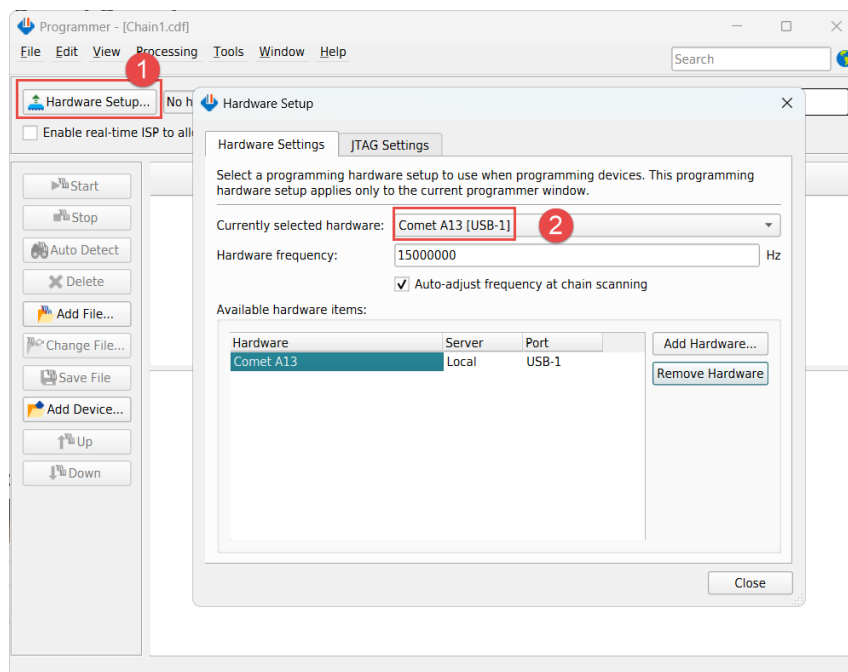 Programmer - [Chain1.cdf]
File Edit View Processing Tools Window Help
Search
1
Hardware Setup... No h
Enable real-time ISP to all
Start
Stop
Auto Detect
Delete
Add File...
Change File...
Save File
Add Device...
Up
Down
Hardware Setup
Hardware Settings JTAG Settings
Select a programming hardware setup to use when programming devices. This programming
hardware setup applies only to the current programmer window.
Currently selected hardware: Comet A13 [USB-1] 2
Hardware frequency: 15000000 Hz
Auto-adjust frequency at chain scanning
Available hardware items:
Hardware Server Port
Comet A13 Local USB-1
Add Hardware...
Remove Hardware
Close